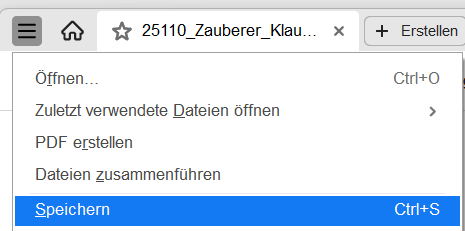 25110_Zauberer_Klau...
Erstellen
Öffnen...
Ctrl+O
Zuletzt verwendete Dateien öffnen
PDF erstellen
Dateien zusammenführen
Speichern
Ctrl+S